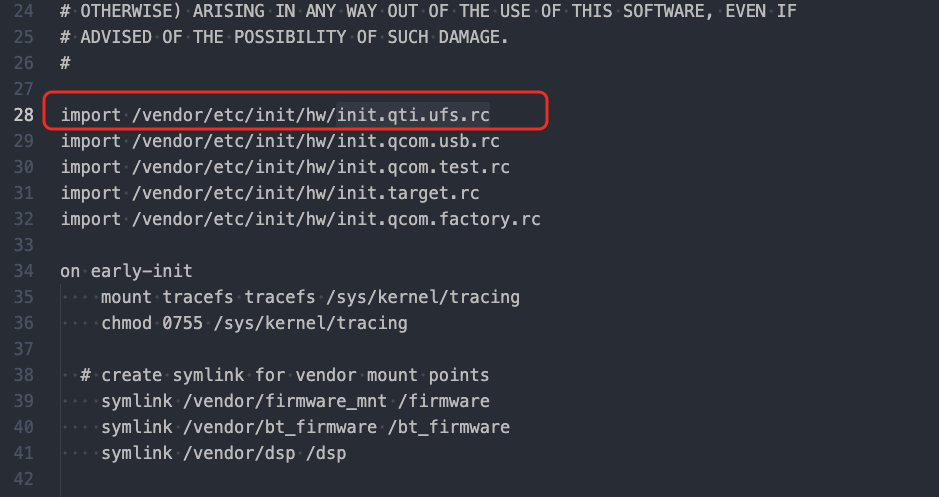 24 # OTHERWISE) ARISING IN ANY WAY OUT OF THE USE OF THIS SOFTWARE, EVEN IF
25 # ADVISED OF THE POSSIBILITY OF SUCH DAMAGE.
26 #
27
28 import /vendor/etc/init/hw/init.qti.ufs.rc
29 import /vendor/etc/init/hw/init.qcom.usb.rc
30 import /vendor/etc/init/hw/init.qcom.test.rc
31 import /vendor/etc/init/hw/init.target.rc
32 import /vendor/etc/init/hw/init.qcom.factory.rc
33
34 on early-init
35     mount tracefs tracefs /sys/kernel/tracing
36     chmod 0755 /sys/kernel/tracing
37
38   # create symlink for vendor mount points
39     symlink /vendor/firmware_mnt /firmware
40     symlink /vendor/bt_firmware /bt_firmware
41     symlink /vendor/dsp /dsp
42